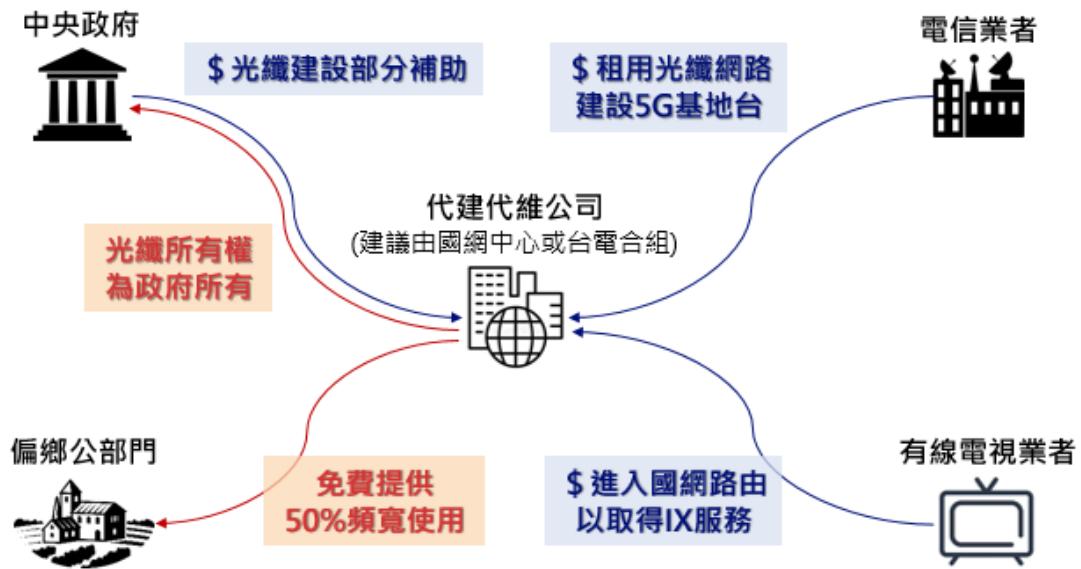 中央政府
電信業者
$ 光纖建設部分補助
$ 租用光纖網路
建設5G基地台
代建代維公司
(建議由國網中心或台電合組)
光纖所有權
為政府所有
偏鄉公部門
有線電視業者
免費提供
50%頻寬使用
$ 進入國網路由
以取得IX服務